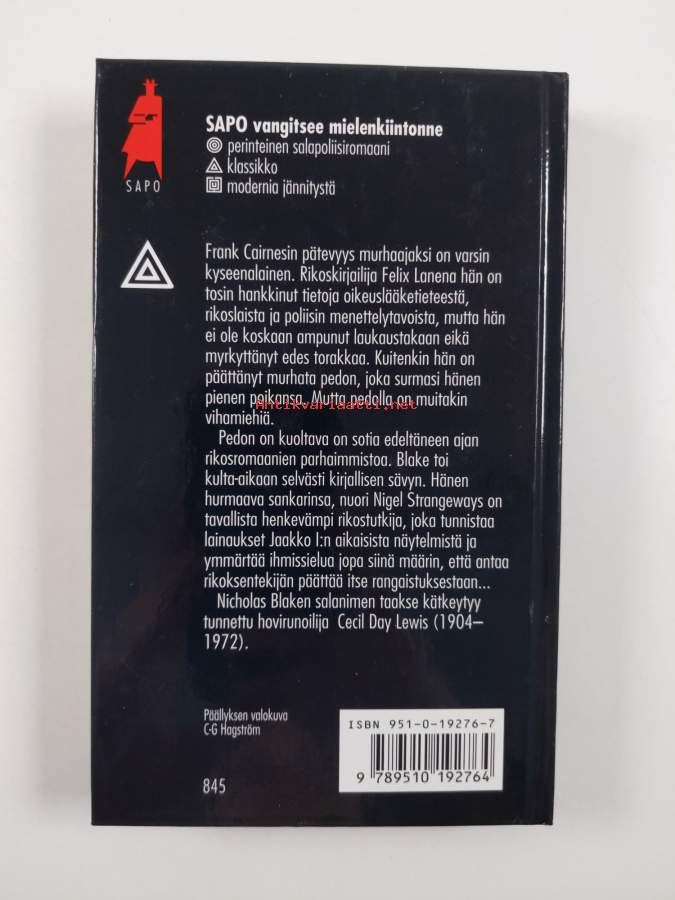 SAPO
SAPO vangitsee mielenkiintonne
perinteinen salapoliisiromaani
klassikko
modernia jännitystä
Frank Cairnesin pätevyys murhaajaksi on varsin
kyseenalainen. Rikoskirjailija Felix Lanena hän on
tosin hankkinut tietoja oikeuslääketieteestä,
rikoslaista ja poliisin menettelytavoista, mutta hän
ei ole koskaan ampunut laukaustakaan eikä
myrkyttänyt edes torakkaa. Kuitenkin hän on
päättänyt murhata pedon, joka surmasi hänen
pienen poikansa. Mutta pedolla on muitakin
Antikvariaatti.net
vihamiehiä.
Pedon on kuoltava on sotia edeltäneen ajan
rikosromaanien parhaimmistoa. Blake toi
kulta-aikaan selvästi kirjallisen sävyn. Hänen
hurmaava sankarinsa, nuori Nigel Strangeways on
tavallista henkevämpi rikostutkija, joka tunnistaa
lainaukset Jaakko I:n aikaisista näytelmistä ja
ymmärtää ihmissielua jopa siinä määrin, että antaa
rikoksentekijän päättää itse rangaistuksestaan...
Nicholas Blaken salanimen taakse kätkeytyy
tunnettu hovirunoilija Cecil Day Lewis (1904–
1972).
Päällyksen valokuva
C-G Hagström
845
ISBN 951-0-19276-7
9 789510 192764